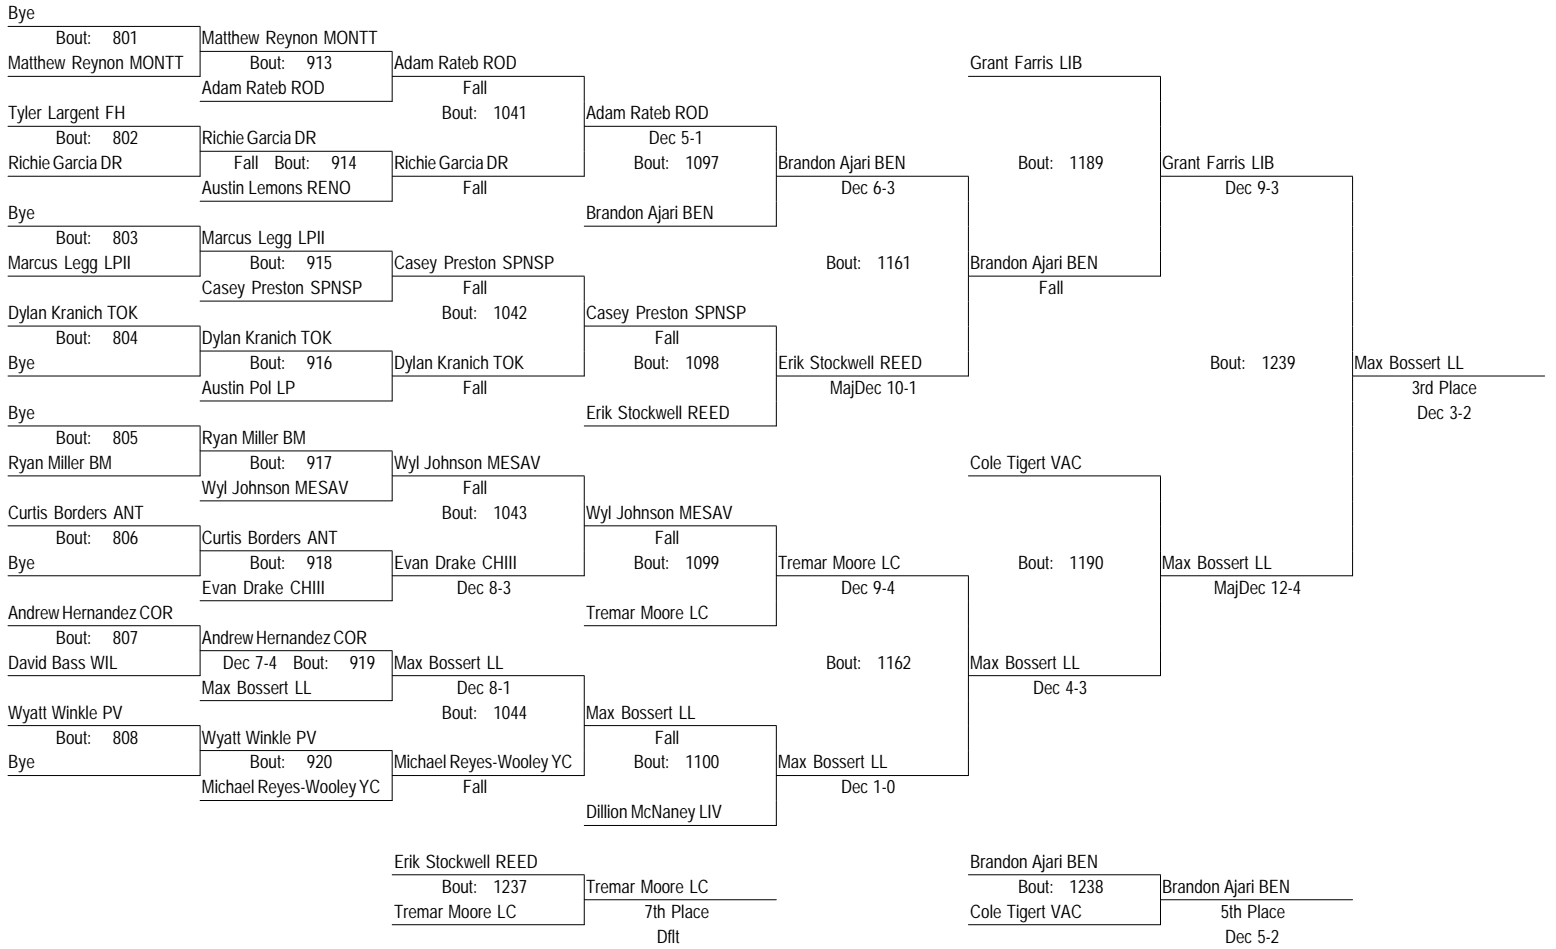 Bye
Bout: 801
Matthew Reynon MONTT
Matthew Reynon MONTT
Bout: 913
Adam Rateb ROD
Adam Rateb ROD
Fall
Bout: 1041
Grant Farris LIB
Tyler Largent FH
Bout: 802
Richie Garcia DR
Richie Garcia DR
Fall Bout: 914
Austin Lemons RENO
Richie Garcia DR
Fall
Adam Rateb ROD
Dec 5-1
Bout: 1097
Brandon Ajari BEN
Brandon Ajari BEN
Dec 6-3
Bout: 1189
Grant Farris LIB
Dec 9-3
Bye
Bout: 803
Marcus Legg LPII
Marcus Legg LPII
Bout: 915
Casey Preston SPNSP
Casey Preston SPNSP
Fall
Bout: 1042
Bout: 1161
Brandon Ajari BEN
Fall
Dylan Kranich TOK
Bout: 804
Bye
Dylan Kranich TOK
Bout: 916
Austin Pol LP
Dylan Kranich TOK
Fall
Casey Preston SPNSP
Fall
Bout: 1098
Erik Stockwell REED
Erik Stockwell REED
MajDec 10-1
Bout: 1239
Max Bossert LL
3rd Place
Dec 3-2
Bye
Bout: 805
Ryan Miller BM
Ryan Miller BM
Bout: 917
Wyl Johnson MESAV
Wyl Johnson MESAV
Fall
Bout: 1043
Cole Tigert VAC
Curtis Borders ANT
Bout: 806
Bye
Curtis Borders ANT
Bout: 918
Evan Drake CHIII
Evan Drake CHIII
Dec 8-3
Wyl Johnson MESAV
Fall
Bout: 1099
Tremar Moore LC
Tremar Moore LC
Dec 9-4
Bout: 1190
Max Bossert LL
MajDec 12-4
Andrew Hernandez COR
Bout: 807
David Bass WIL
Andrew Hernandez COR
Dec 7-4 Bout: 919
Max Bossert LL
Max Bossert LL
Dec 8-1
Bout: 1044
Bout: 1162
Max Bossert LL
Dec 4-3
Wyatt Winkle PV
Bout: 808
Bye
Wyatt Winkle PV
Bout: 920
Michael Reyes-Wooley YC
Michael Reyes-Wooley YC
Fall
Max Bossert LL
Fall
Bout: 1100
Dillion McNaney LIV
Max Bossert LL
Dec 1-0
Erik Stockwell REED
Bout: 1237
Tremar Moore LC
Tremar Moore LC
7th Place
Dflt
Brandon Ajari BEN
Bout: 1238
Cole Tigert VAC
Brandon Ajari BEN
5th Place
Dec 5-2